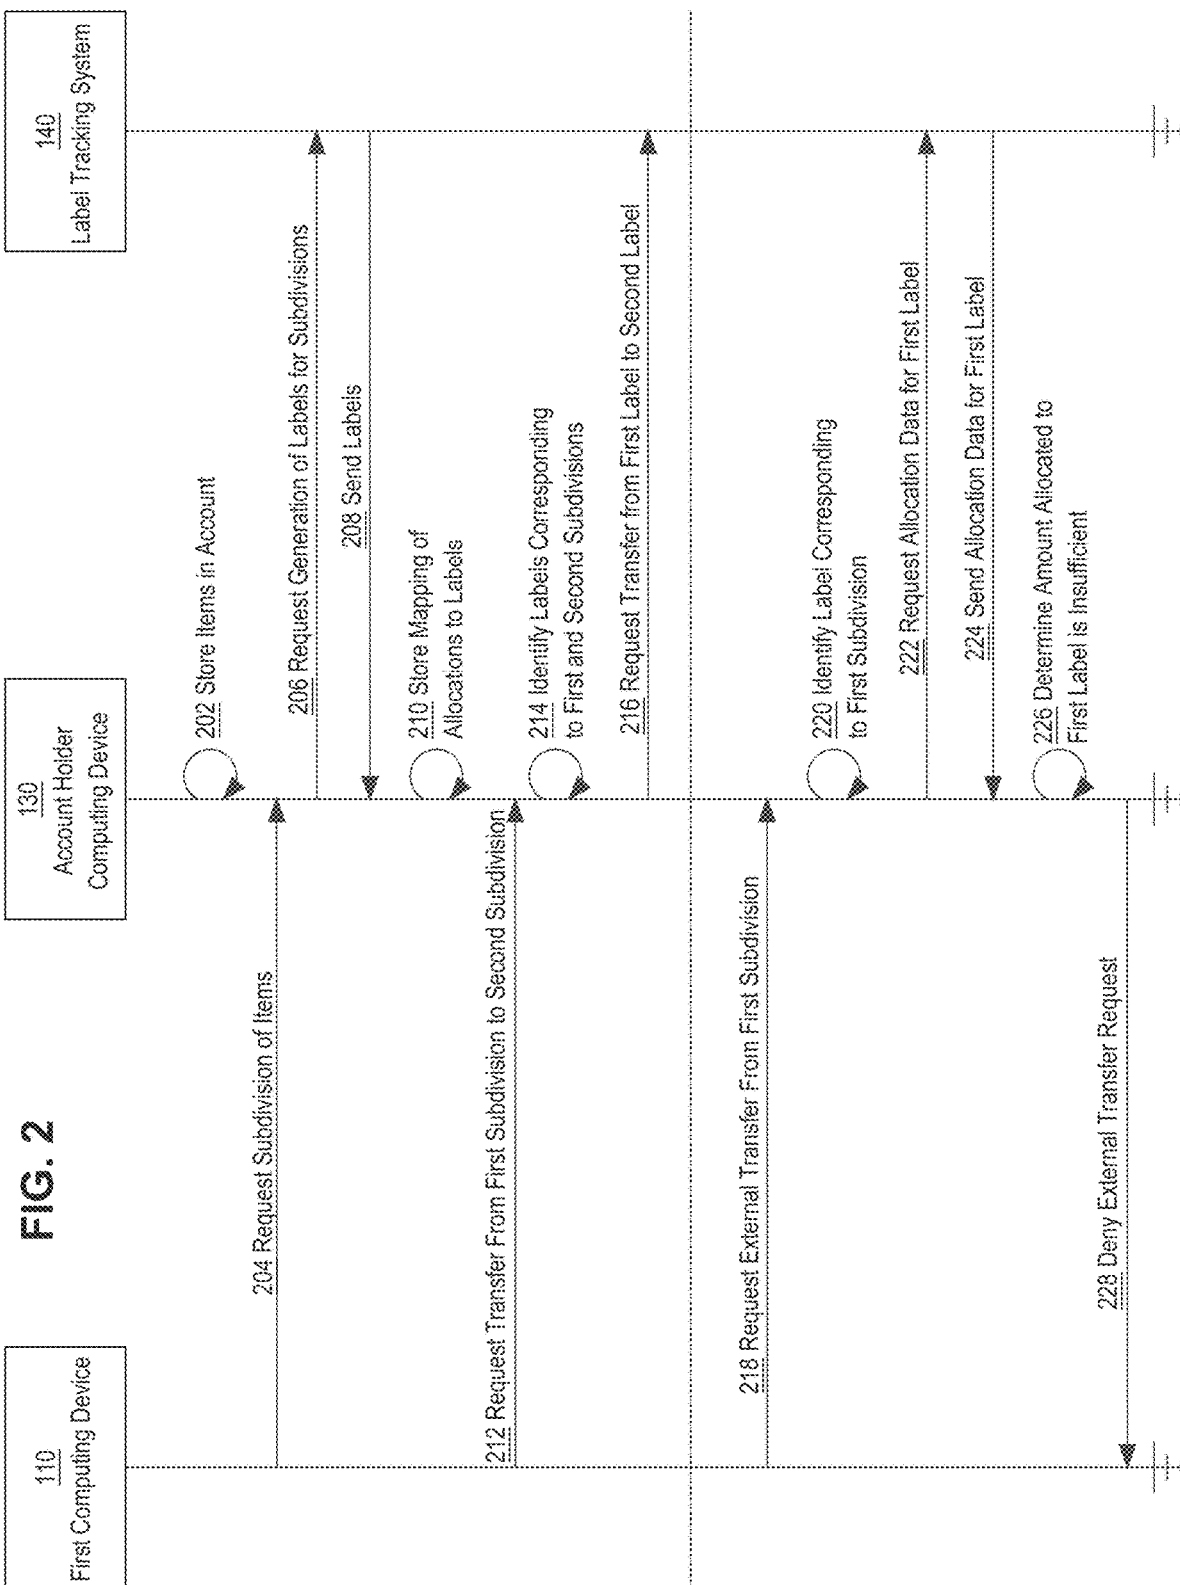 FIG. 2
110
First Computing Device
130
Account Holder
Computing Device
140
Label Tracking System
202 Store Items in Account
204 Request Subdivision of Items
206 Request Generation of Labels for Subdivisions
208 Send Labels
210 Store Mapping of
Allocations to Labels
212 Request Transfer From First Subdivision to Second Subdivision
214 Identify Labels Corresponding
to First and Second Subdivisions
216 Request Transfer from First Label to Second Label
218 Request External Transfer From First Subdivision
220 Identify Label Corresponding
to First Subdivision
222 Request Allocation Data for First Label
224 Send Allocation Data for First Label
226 Determine Amount Allocated to
First Label is Insufficient
228 Deny External Transfer Request